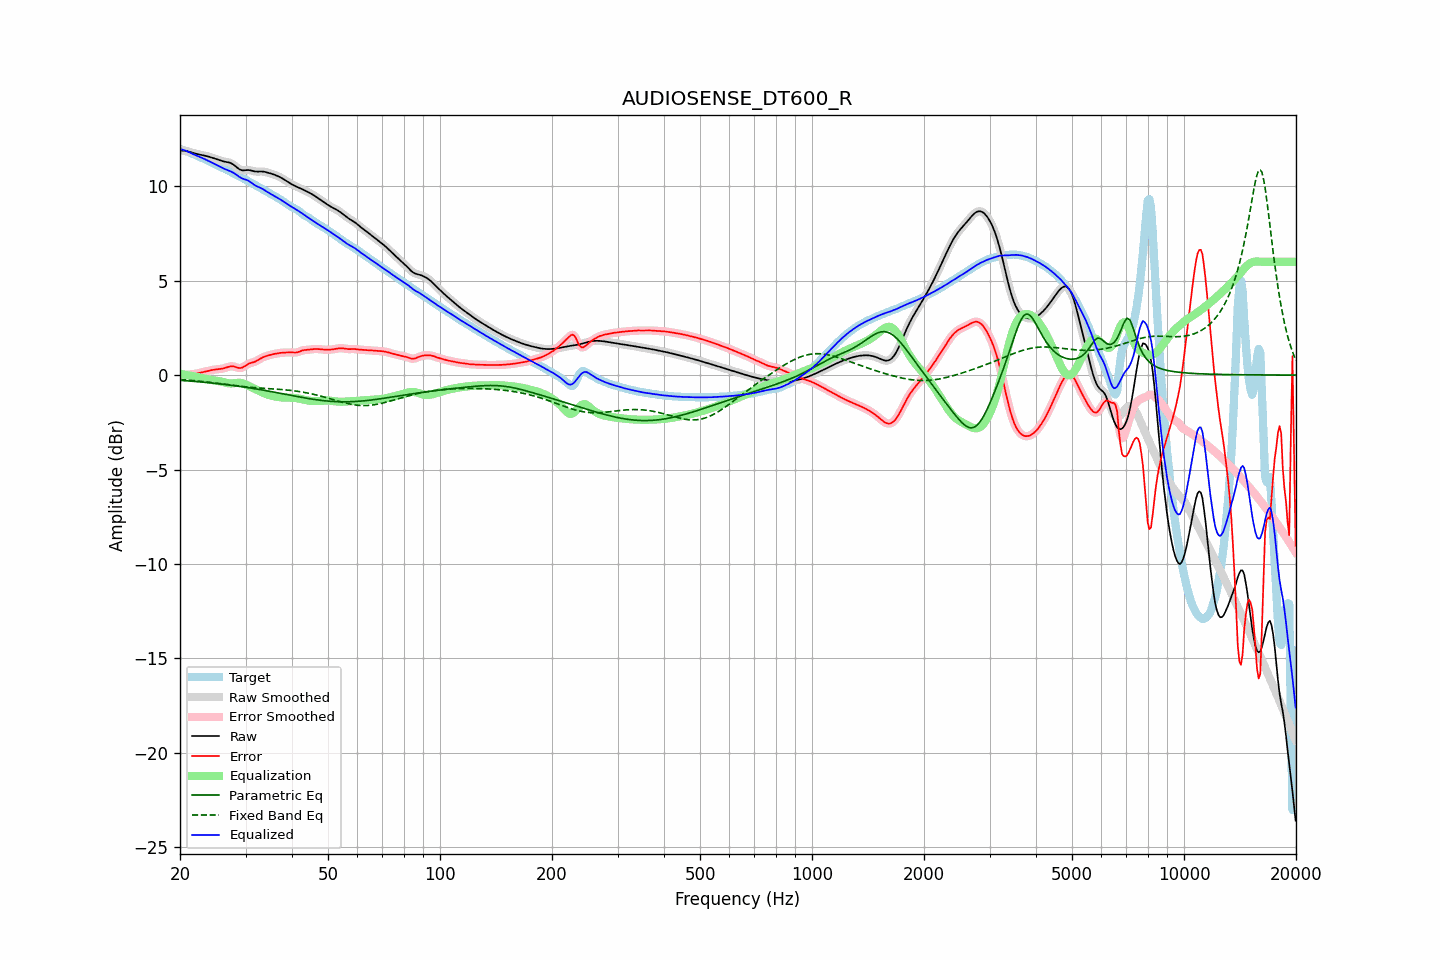 AUDIOSENSE_DT600_R
Amplitude (dBr)
10
5
0
−5
−10
−15
−20
−25
Target
Raw Smoothed
Error Smoothed
Raw
Error
Equalization
Parametric Eq
Fixed Band Eq
Equalized
20 50 100 200 500 1000 2000 5000 10000 20000
Frequency (Hz)